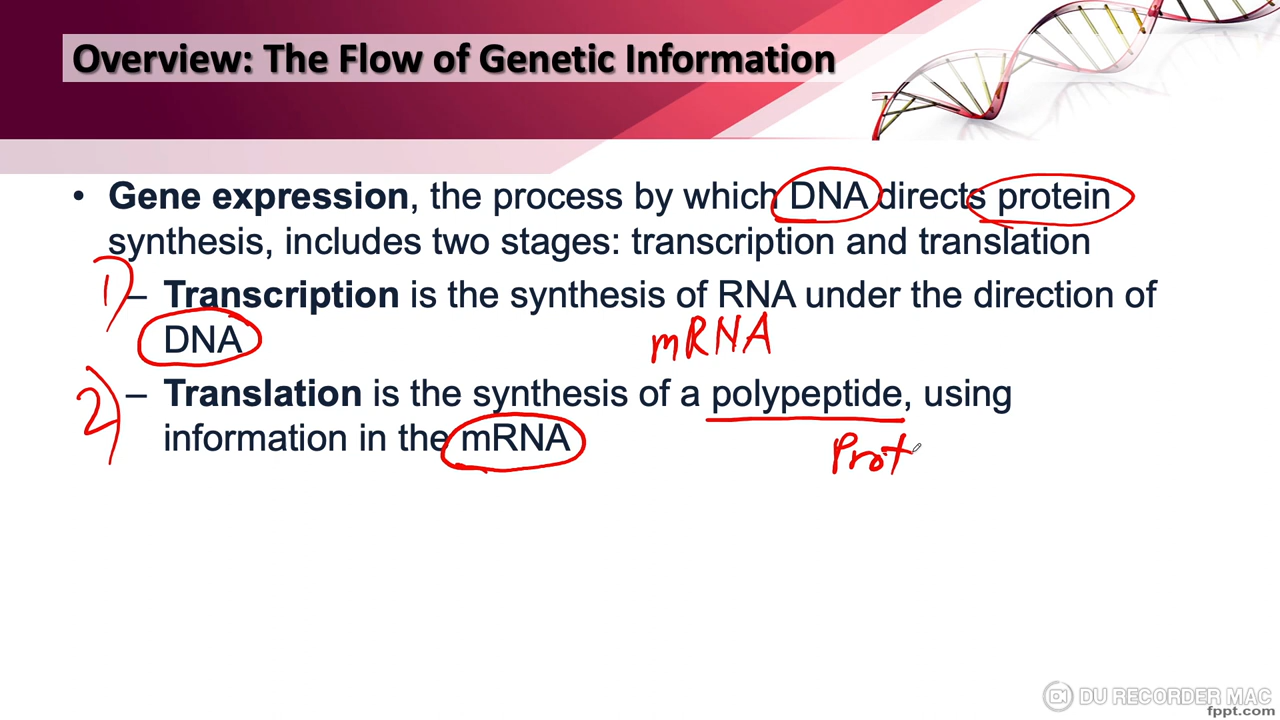 Overview: The Flow of Genetic Information
• Gene expression, the process by which DNA directs protein
synthesis, includes two stages: transcription and translation
1) – Transcription is the synthesis of RNA under the direction of
DNA
mRNA
2) – Translation is the synthesis of a polypeptide, using
information in the mRNA
Prot
DU RECORDER MAC
fppt.com